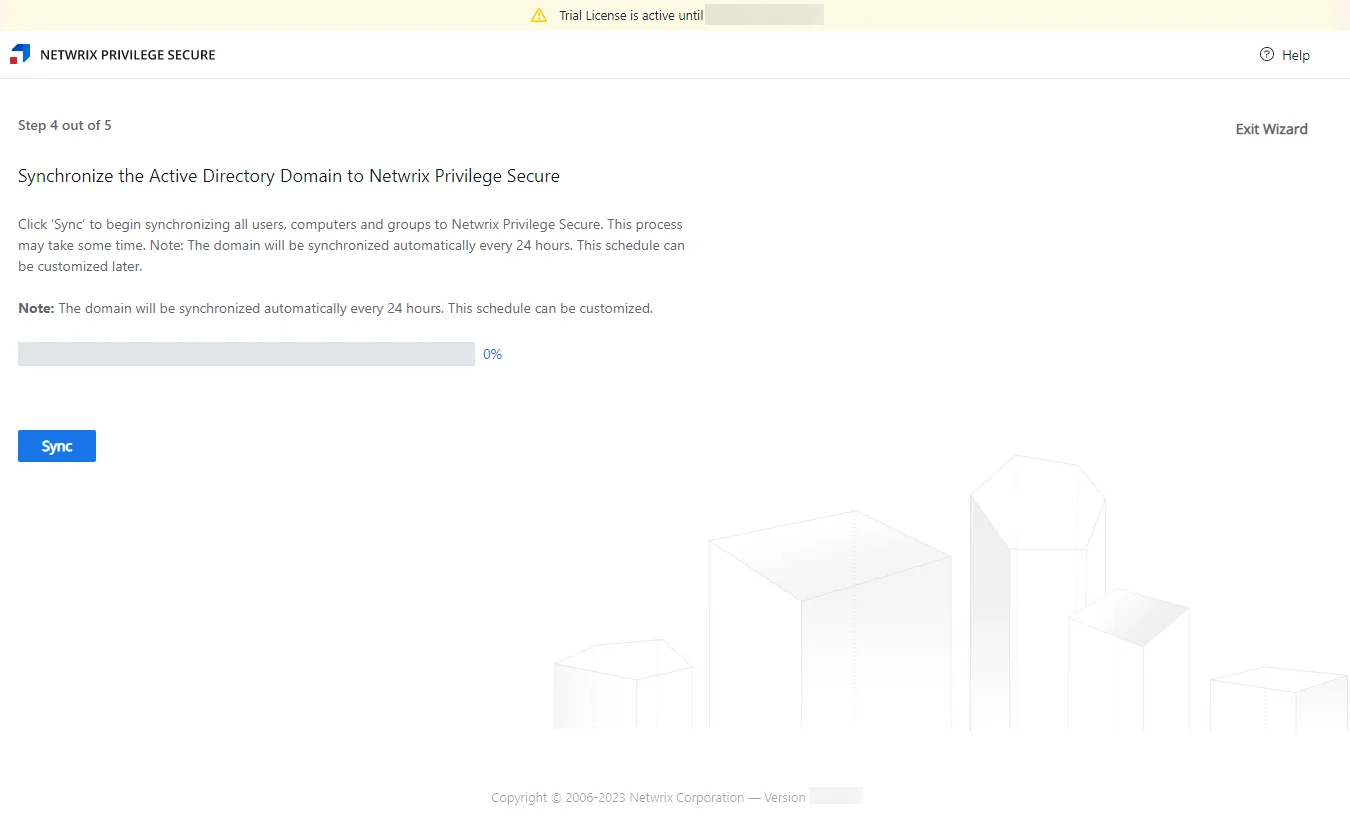 Trial License is active until
NETWRIX PRIVILEGE SECURE
Help
Step 4 out of 5
Exit Wizard
Synchronize the Active Directory Domain to Netwrix Privilege Secure
Click 'Sync' to begin synchronizing all users, computers and groups to Netwrix Privilege Secure. This process
may take some time. Note: The domain will be synchronized automatically every 24 hours. This schedule can
be customized later.
Note: The domain will be synchronized automatically every 24 hours. This schedule can be customized.
0%
Sync
Copyright © 2006-2023 Netwrix Corporation — Version